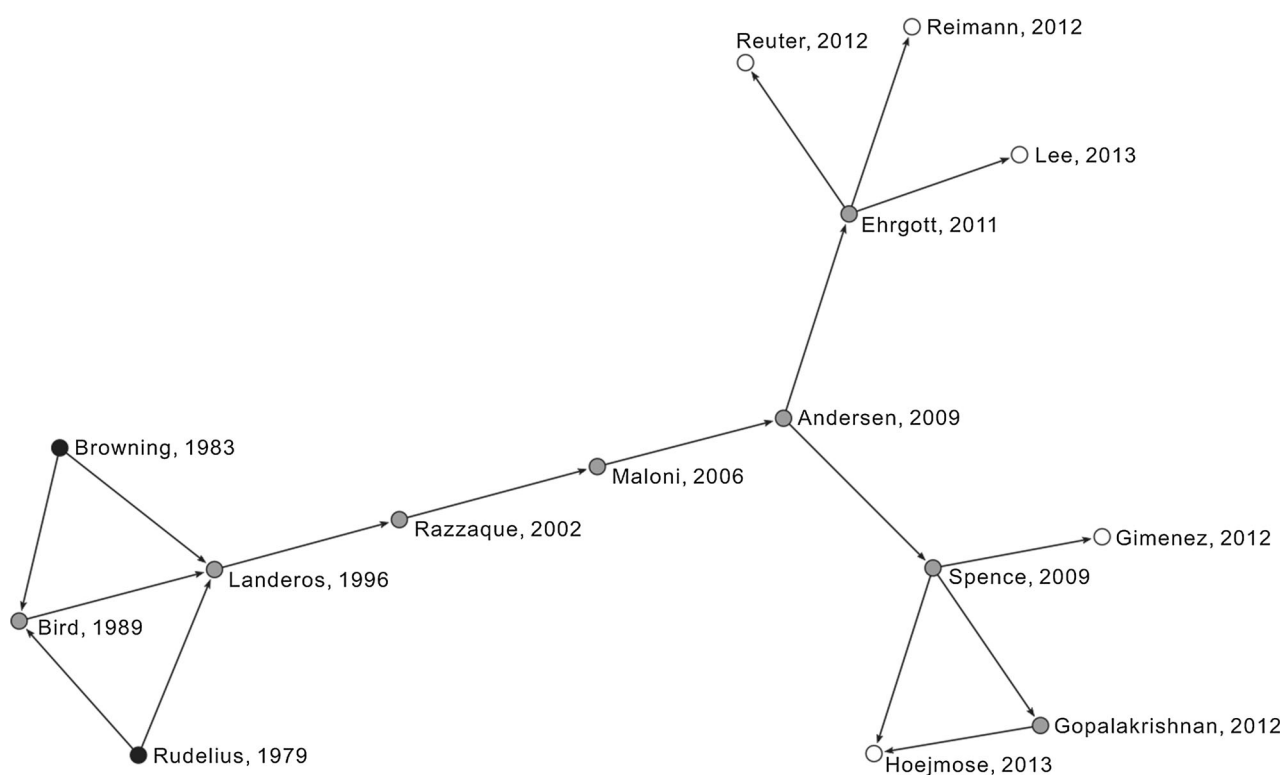 Reimann, 2012
Reuter, 2012
Lee, 2013
Ehrgott, 2011
Andersen, 2009
Browning, 1983
Maloni, 2006
Razzaque, 2002
Gimenez, 2012
Landeros, 1996
Spence, 2009
Bird, 1989
Gopalakrishnan, 2012
Rudelius, 1979
Hoejmose, 2013